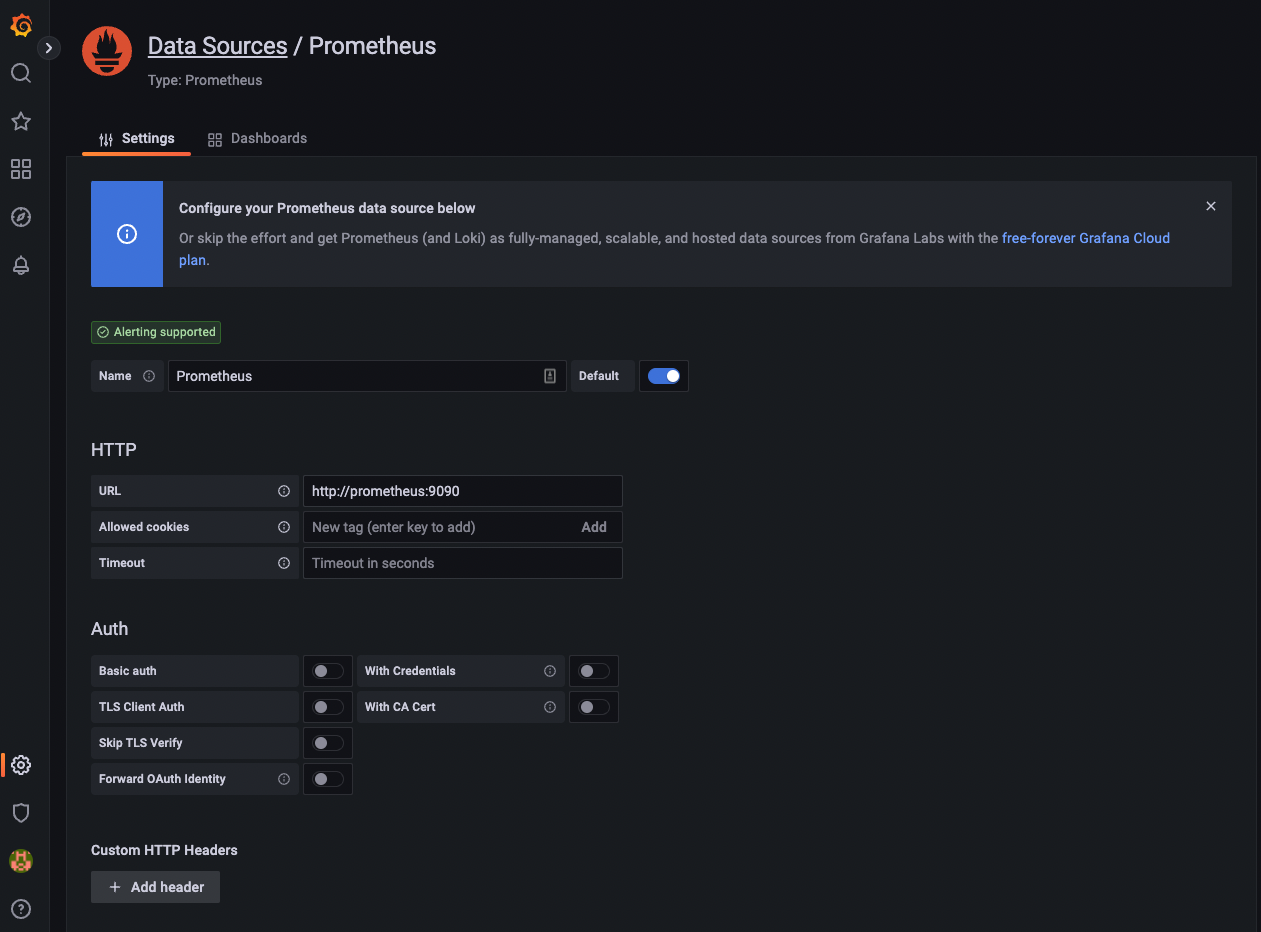 Data Sources / Prometheus
Type: Prometheus
Settings
Dashboards
Configure your Prometheus data source below
Or skip the effort and get Prometheus (and Loki) as fully-managed, scalable, and hosted data sources from Grafana Labs with the free-forever Grafana Cloud
plan.
Alerting supported
Name
Prometheus
Default
HTTP
URL
http://prometheus:9090
Allowed cookies
New tag (enter key to add)
Add
Timeout
Timeout in seconds
Auth
Basic auth
With Credentials
TLS Client Auth
With CA Cert
Skip TLS Verify
Forward OAuth Identity
Custom HTTP Headers
+ Add header